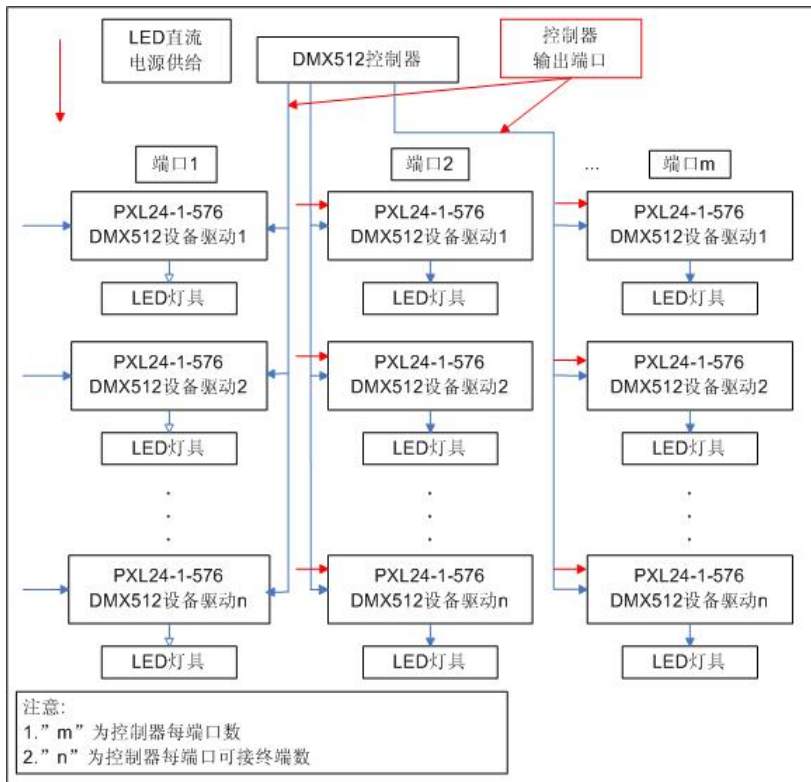 LED直流
电源供给
DMX512控制器
控制器
输出端口
端口1
端口2
...
端口m
PXL24-1-576
DMX512设备驱动1
PXL24-1-576
DMX512设备驱动1
PXL24-1-576
DMX512设备驱动1
LED灯具
LED灯具
LED灯具
PXL24-1-576
DMX512设备驱动2
PXL24-1-576
DMX512设备驱动2
PXL24-1-576
DMX512设备驱动2
LED灯具
LED灯具
LED灯具
PXL24-1-576
DMX512设备驱动n
PXL24-1-576
DMX512设备驱动n
PXL24-1-576
DMX512设备驱动n
LED灯具
LED灯具
LED灯具
注意:
1.”m”为控制器每端口数
2.”n”为控制器每端口可接终端数